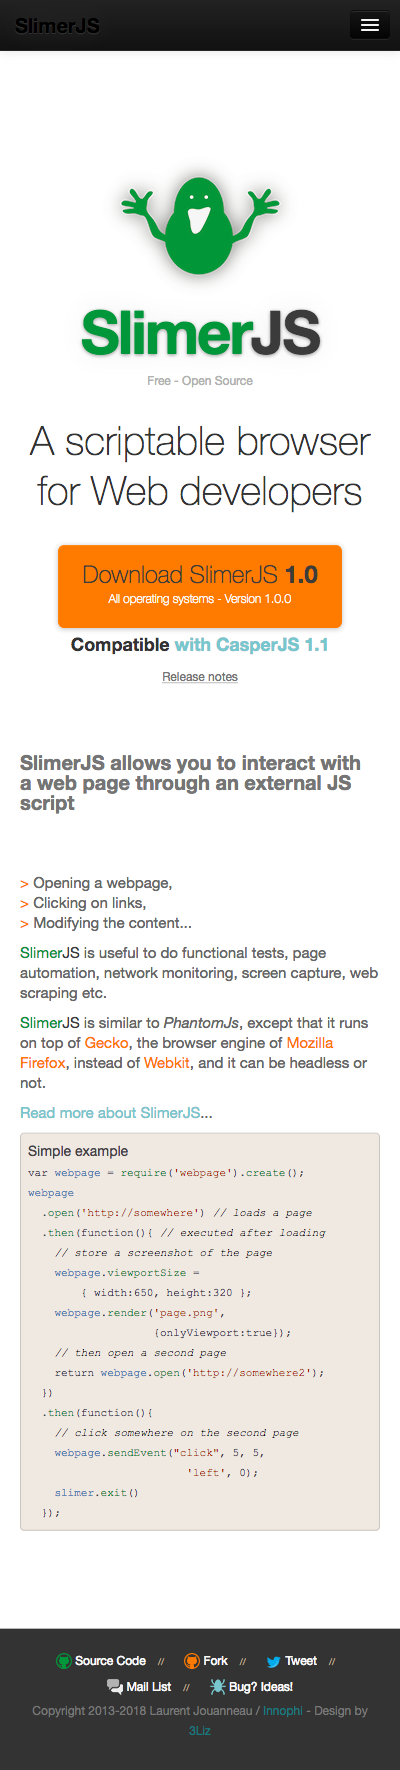 SlimerJS
SlimerJS
Free - Open Source
A scriptable browser
for Web developers
Download SlimerJS 1.0
All operating systems - Version 1.0.0
Compatible with CasperJS 1.1
Release notes
SlimerJS allows you to interact with
a web page through an external JS
script
> Opening a webpage,
> Clicking on links,
> Modifying the content...
SlimerJS is useful to do functional tests, page
automation, network monitoring, screen capture, web
scraping etc.
SlimerJS is similar to PhantomJs, except that it runs
on top of Gecko, the browser engine of Mozilla
Firefox, instead of Webkit, and it can be headless or
not.
Read more about SlimerJS...
Simple example
var webpage = require('webpage').create();
webpage
  .open('http://somewhere') // loads a page
  .then(function(){ // executed after loading
    // store a screenshot of the page
    webpage.viewportSize =
        { width:650, height:320 };
    webpage.render('page.png',
                   {onlyViewport:true});
    // then open a second page
    return webpage.open('http://somewhere2');
  })
  .then(function(){
    // click somewhere on the second page
    webpage.sendEvent("click", 5, 5,
                        'left', 0);
    slimer.exit()
  });
Source Code // Fork // Tweet //
Mail List // Bug? Ideas!
Copyright 2013-2018 Laurent Jouanneau / Innophi - Design by
3Liz